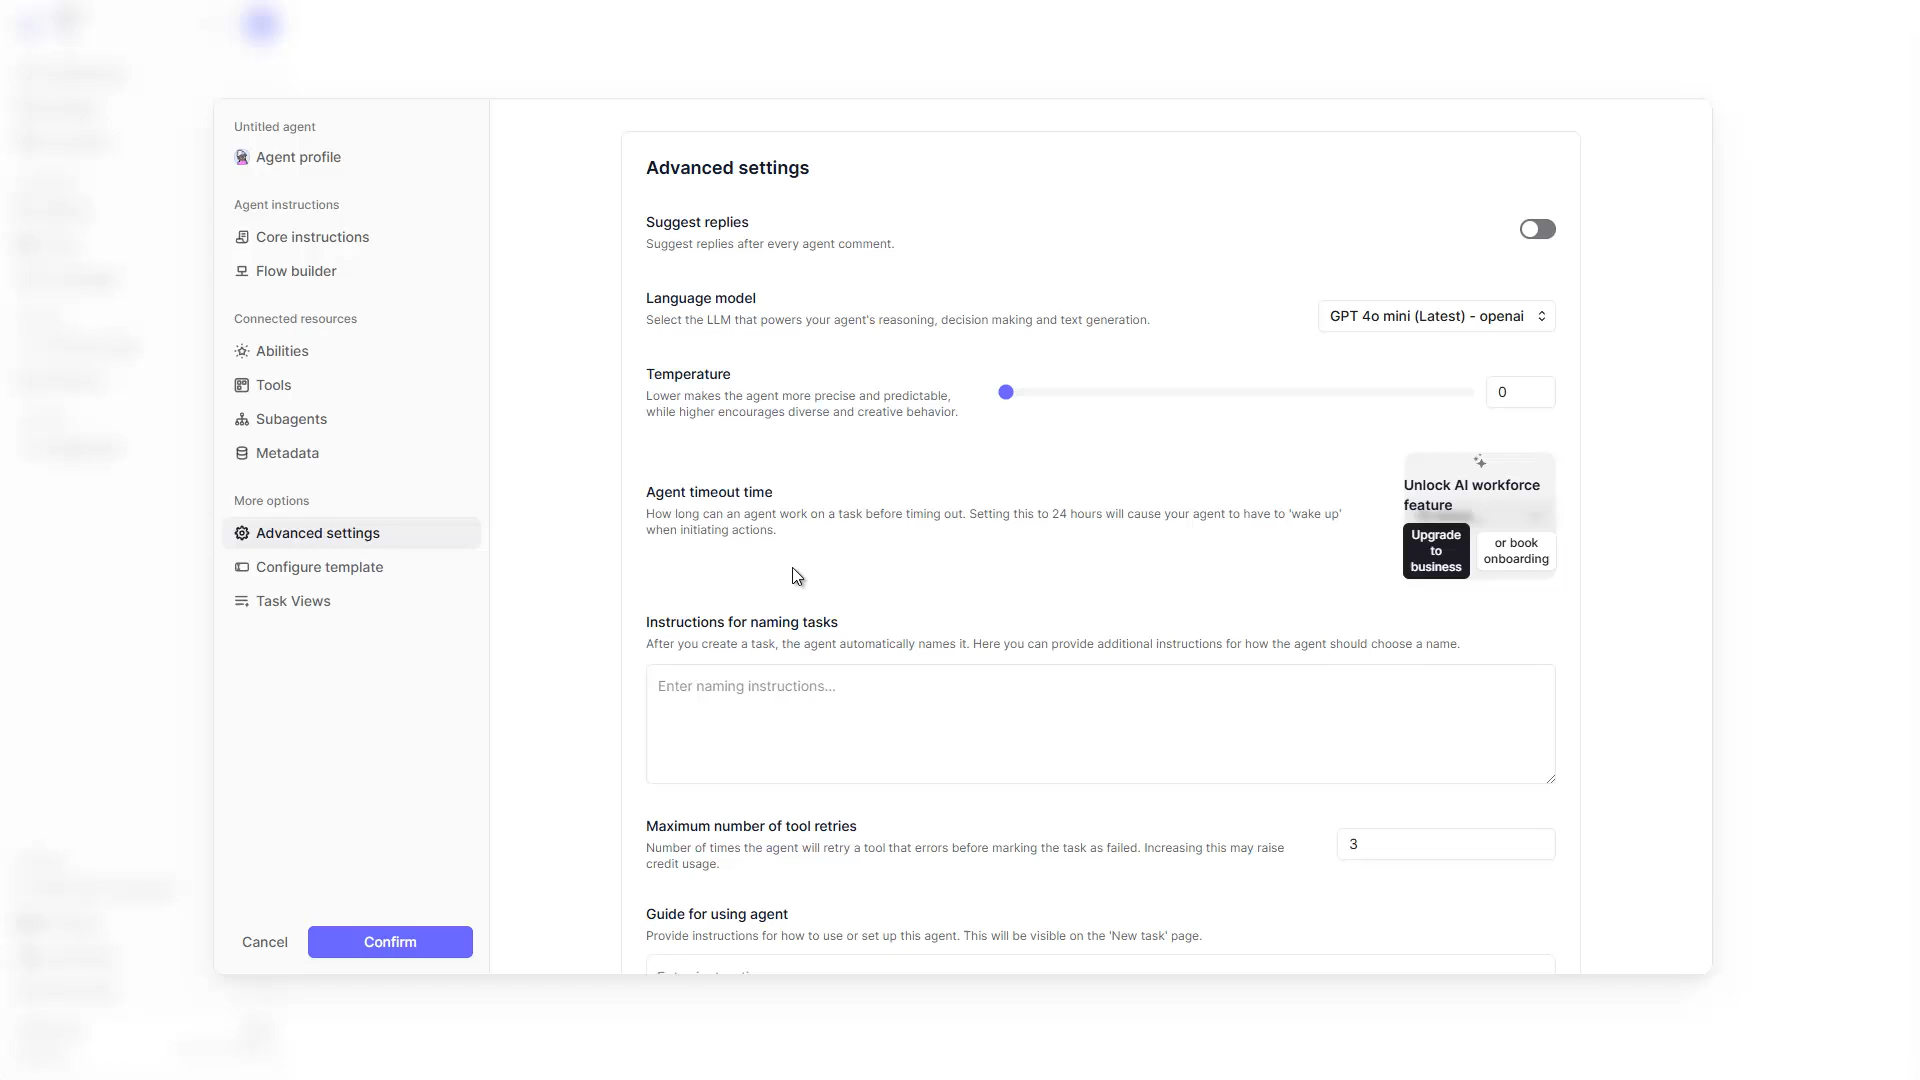 Untitled agent
Agent profile
Agent instructions
Core instructions
Flow builder
Connected resources
Abilities
Tools
Subagents
Metadata
More options
Advanced settings
Configure template
Task Views
Cancel
Confirm
Advanced settings
Suggest replies
Suggest replies after every agent comment.
Language model
Select the LLM that powers your agent's reasoning, decision making and text generation.
GPT 4o mini (Latest) - openai
Temperature
Lower makes the agent more precise and predictable,
while higher encourages diverse and creative behavior.
0
Agent timeout time
How long can an agent work on a task before timing out. Setting this to 24 hours will cause your agent to have to 'wake up'
when initiating actions.
Unlock AI workforce
feature
Upgrade
to
business
or book
onboarding
Instructions for naming tasks
After you create a task, the agent automatically names it. Here you can provide additional instructions for how the agent should choose a name.
Enter naming instructions...
Maximum number of tool retries
Number of times the agent will retry a tool that errors before marking the task as failed. Increasing this may raise
credit usage.
3
Guide for using agent
Provide instructions for how to use or set up this agent. This will be visible on the 'New task' page.